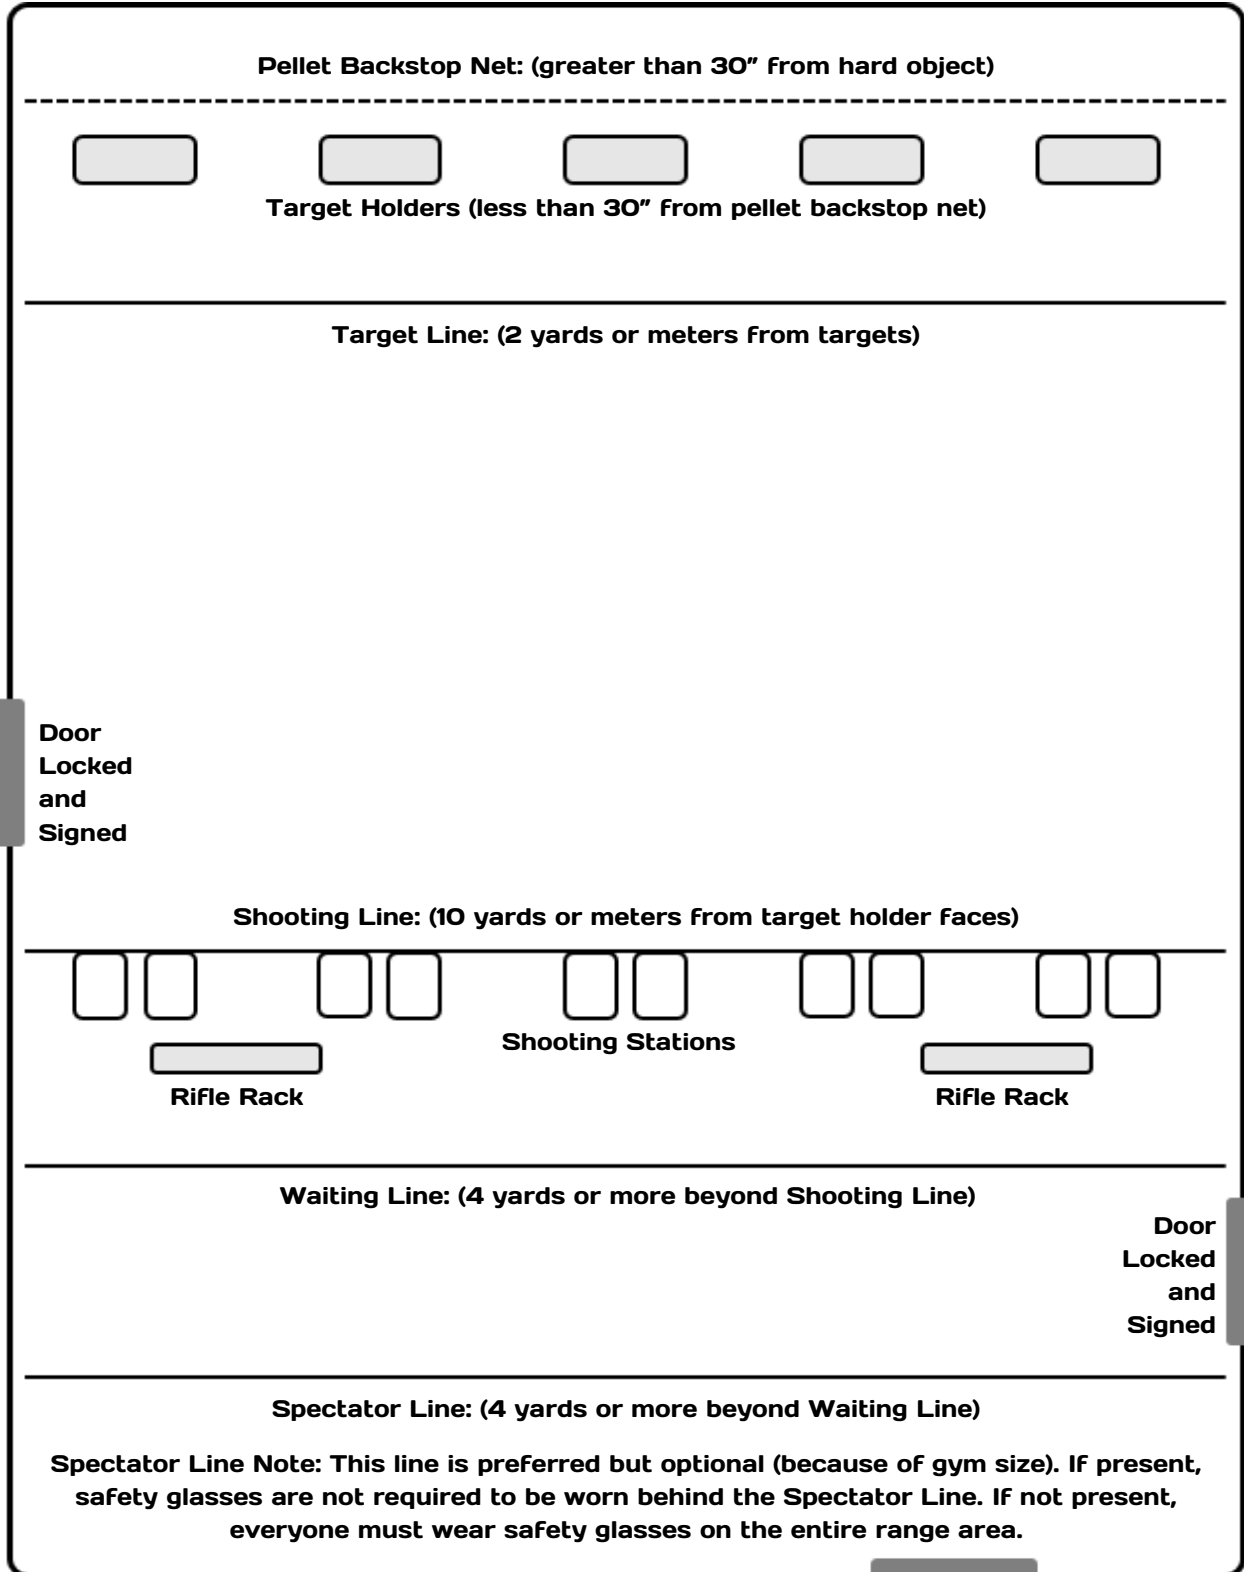 Pellet Backstop Net: (greater than 30" from hard object)
Target Holders (less than 30" from pellet backstop net)
Target Line: (2 yards or meters from targets)
Door
Locked
and
Signed
Shooting Line: (10 yards or meters from target holder faces)
Shooting Stations
Rifle Rack
Rifle Rack
Waiting Line: (4 yards or more beyond Shooting Line)
Door
Locked
and
Signed
Spectator Line: (4 yards or more beyond Waiting Line)
Spectator Line Note: This line is preferred but optional (because of gym size). If present,
safety glasses are not required to be worn behind the Spectator Line. If not present,
everyone must wear safety glasses on the entire range area.